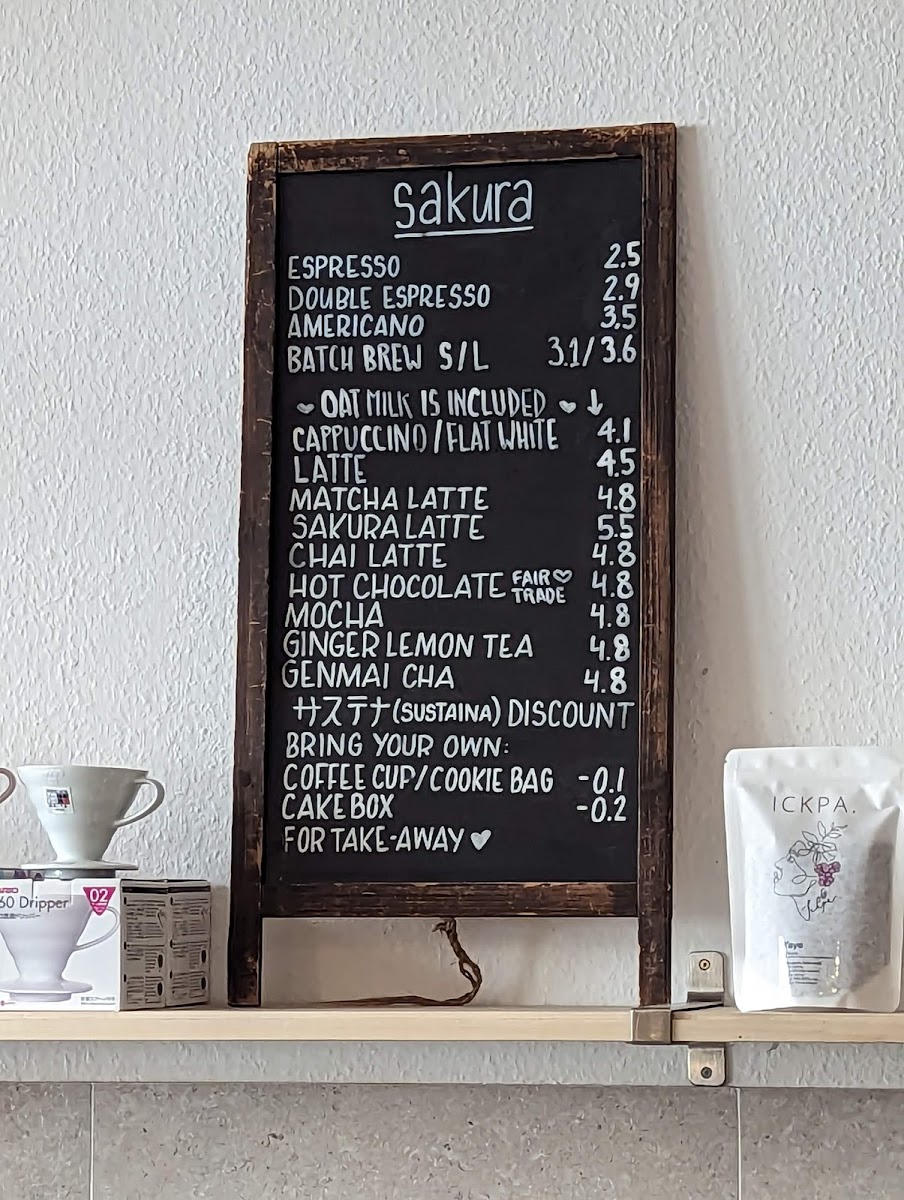 sakura
ESPRESSO 2.5
DOUBLE ESPRESSO 2.9
AMERICANO 3.5
BATCH BREW S/L 3.1/3.6
OAT MILK IS INCLUDED ↓
CAPPUCCINO/FLAT WHITE 4.1
LATTE 4.5
MATCHA LATTE 4.8
SAKURA LATTE 5.5
CHAI LATTE 4.8
HOT CHOCOLATE FAIR♡ TRADE 4.8
MOCHA 4.8
GINGER LEMON TEA 4.8
GENMAI CHA 4.8
サステナ(SUSTAINA) DISCOUNT
BRING YOUR OWN:
COFFEE CUP/COOKIE BAG -0.1
CAKE BOX -0.2
FOR TAKE-AWAY ♥
60 Dripper
02
ICKPA.